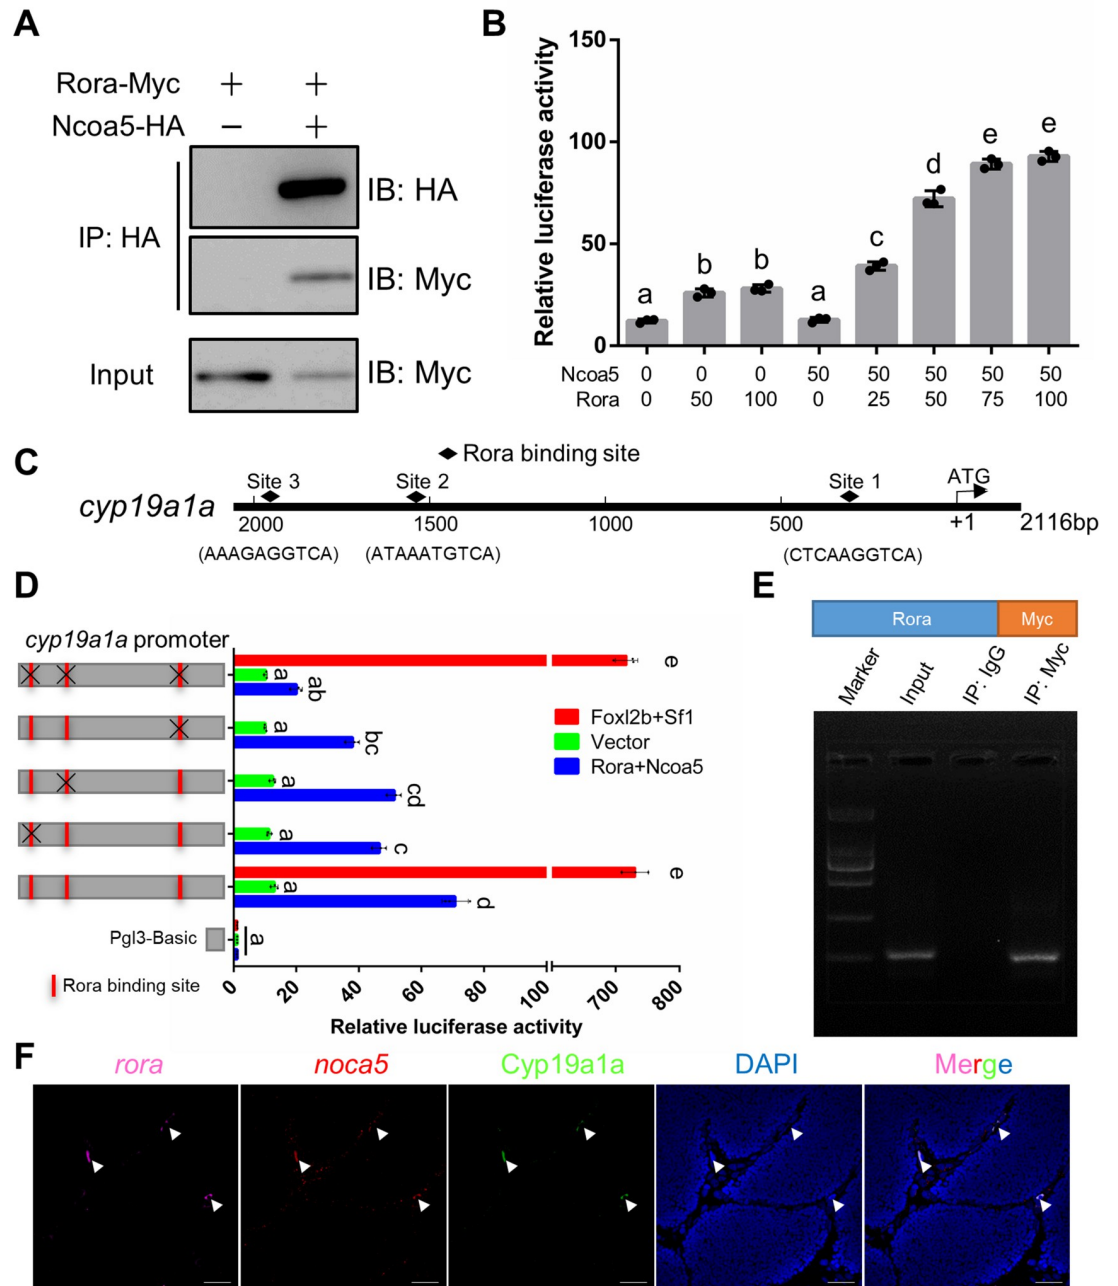 A
Rora-Myc + +
Ncoa5-HA − +
IP: HA
IB: HA
IB: Myc
Input
IB: Myc
B
Relative luciferase activity
150
100
50
0
a b b a c d e e
Ncoa5 0 0 0 50 50 50 50 50
Rora 0 50 100 0 25 50 75 100
C
Rora binding site
cyp19a1a
Site 3 Site 2 Site 1 ATG
2000 1500 1000 500 +1 2116bp
(AAAGAGGTCA) (ATAAATGTCA) (CTCAAGGTCA)
D
cyp19a1a promoter
e
a
ab
a
bc
a
cd
a
c
e
a
d
a
Foxl2b+Sf1
Vector
Rora+Ncoa5
Pgl3-Basic
Rora binding site
0 20 40 60 80 100 700 800
Relative luciferase activity
E
Rora Myc
Marker Input IP: IgG IP: Myc
F
rora noca5 Cyp19a1a DAPI Merge